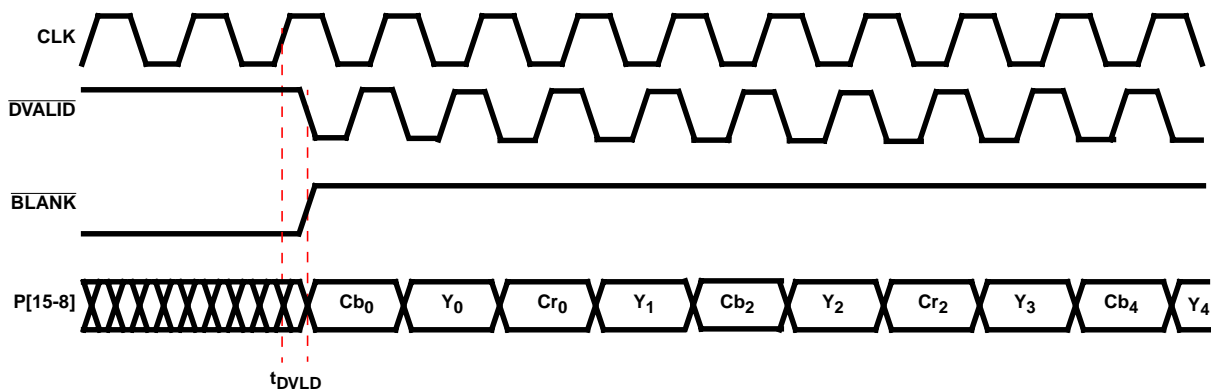 CLK
DVALID
BLANK
P[15-8] Cb0 Y0 Cr0 Y1 Cb2 Y2 Cr2 Y3 Cb4 Y4
tDVLD